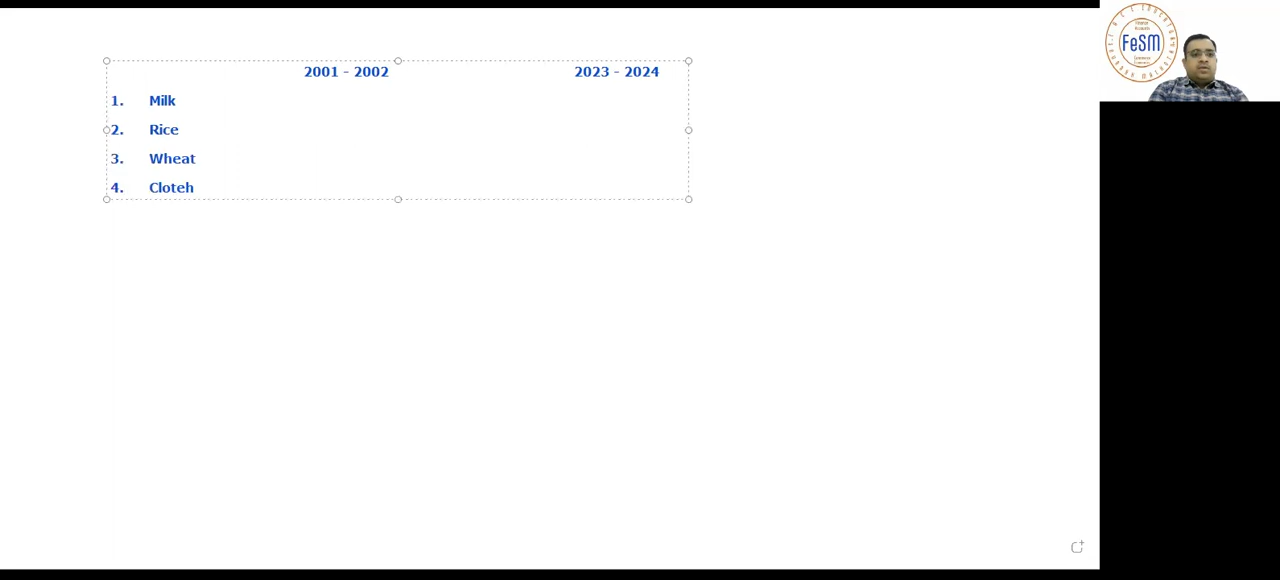 2001 - 2002 2023 - 2024
1. Milk
2. Rice
3. Wheat
4. Cloteh
FeSM